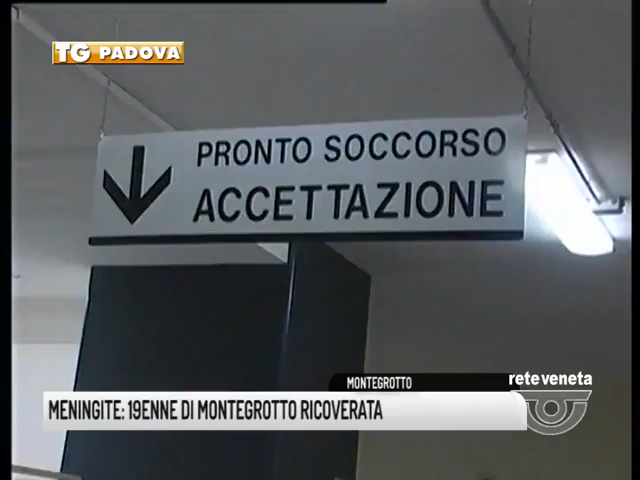 TG PADOVA
PRONTO SOCCORSO
ACCETTAZIONE
MONTEGROTTO
reteveneta
MENINGITE: 19ENNE DI MONTEGROTTO RICOVERATA